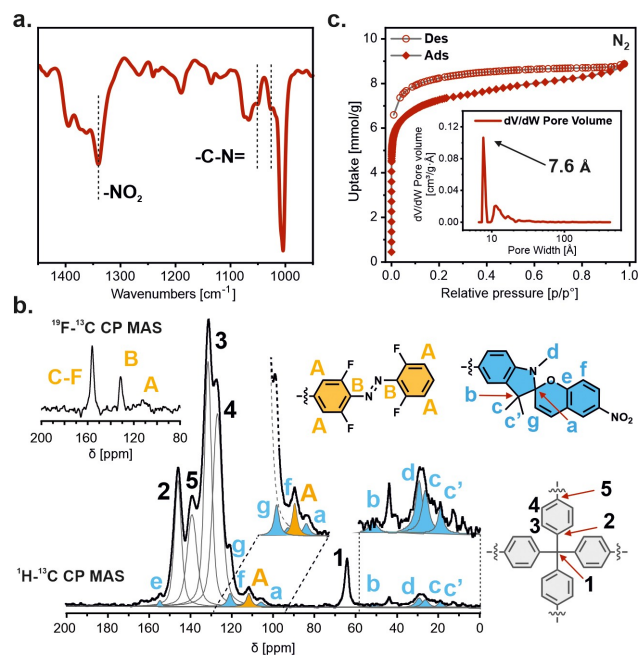 a.
-NO₂
-C-N=
1400
1300
1200
1100
1000
Wavenumbers [cm⁻¹]
c.
Des
Ads
N₂
10
8
6
4
2
0
Uptake [mmol/g]
0.0
0.2
0.4
0.6
0.8
1.0
Relative pressure [p/p°]
dV/dW Pore Volume
7.6 Å
0.12
0.08
0.04
0.00
dV/dW Pore volume
[cm³/g·Å]
10
100
Pore Width [Å]
b.
¹⁹F-¹³C CP MAS
C-F
B
A
200
160
120
80
δ [ppm]
3
4
2
5
e
g
f
A
a
1
b
d
c
c'
g
f
A
a
b
d
c
c'
¹H-¹³C CP MAS
200
180
160
140
120
100
80
60
40
20
0
δ [ppm]
A
F
A
B
N
N
B
F
A
A
F
F
A
d
N
O
e
f
b
c
c'
g
a
NO₂
5
4
3
2
1